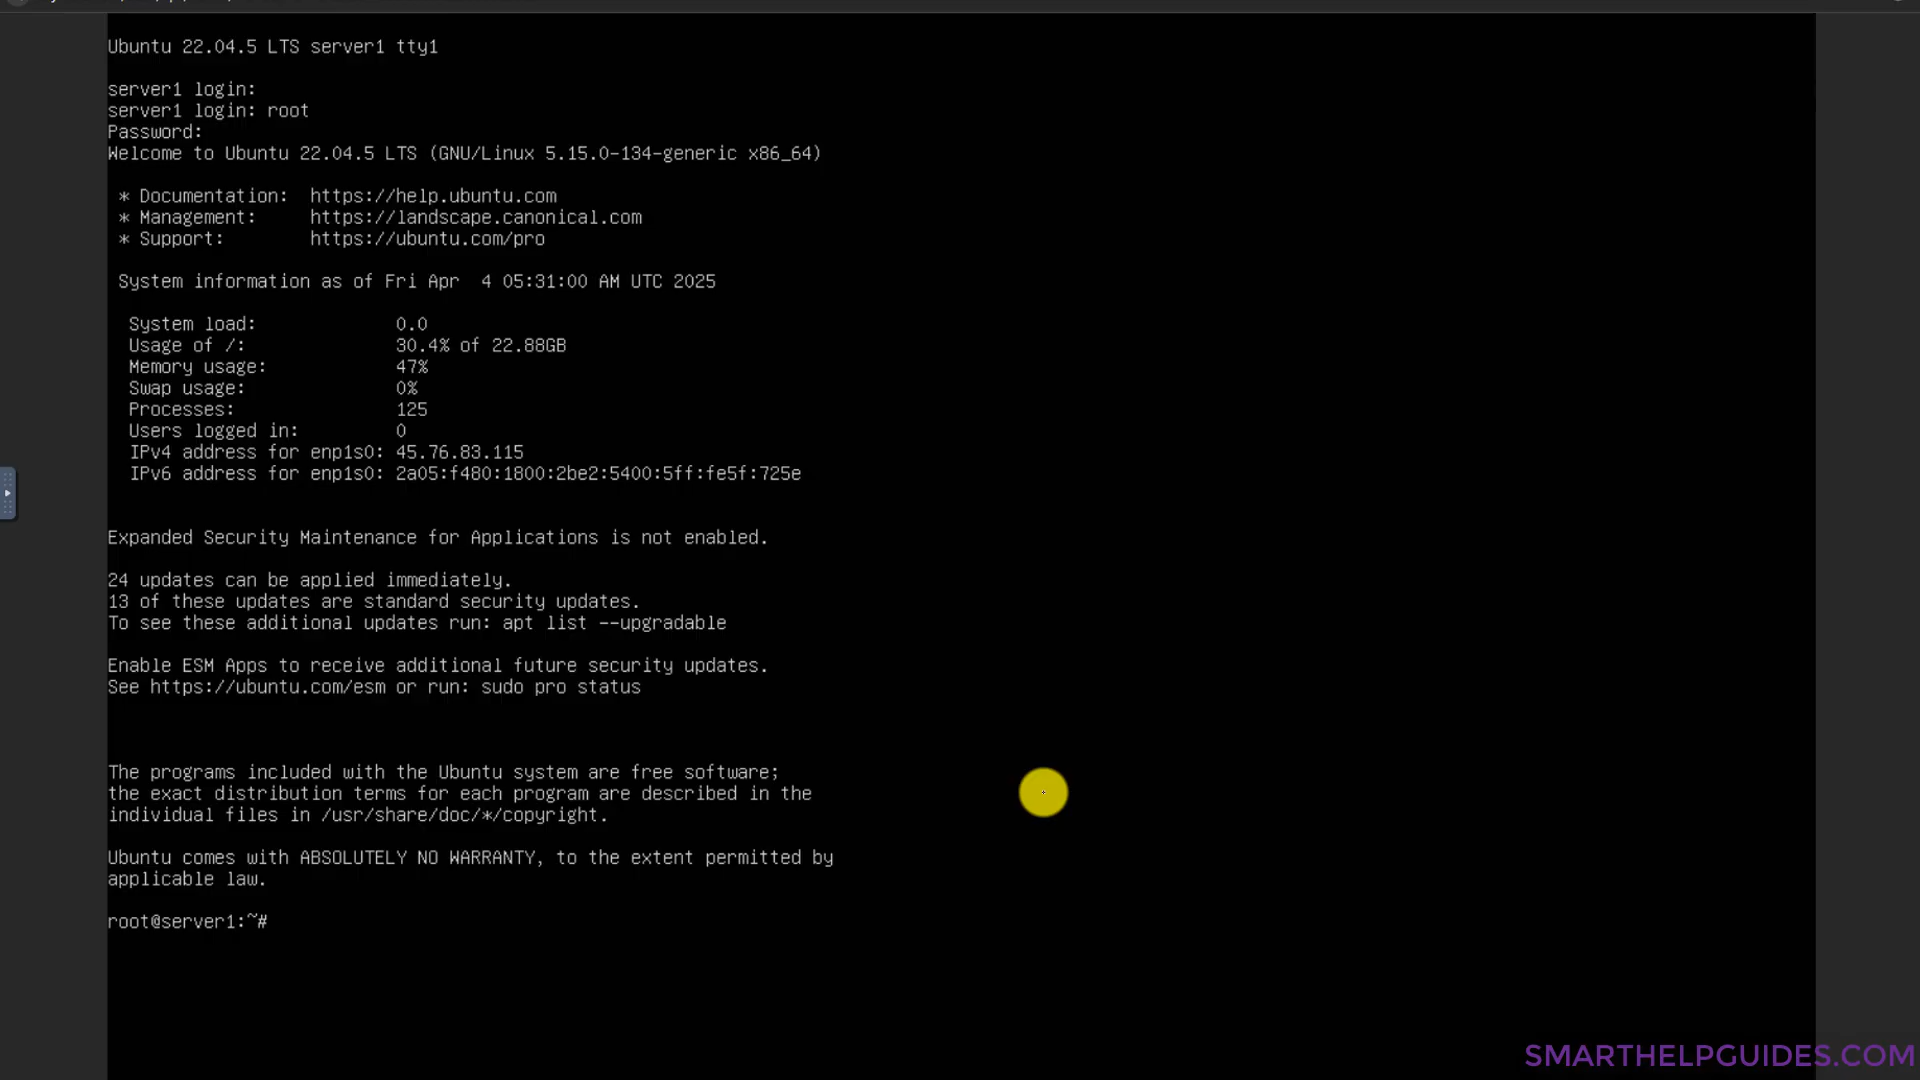 Ubuntu 22.04.5 LTS server1 tty1
server1 login:
server1 login: root
Password:
Welcome to Ubuntu 22.04.5 LTS (GNU/Linux 5.15.0-134-generic x86_64)
* Documentation: https://help.ubuntu.com
* Management: https://landscape.canonical.com
* Support: https://ubuntu.com/pro
System information as of Fri Apr 4 05:31:00 AM UTC 2025
System load: 0.0
Usage of /: 30.4% of 22.88GB
Memory usage: 47%
Swap usage: 0%
Processes: 125
Users logged in: 0
IPv4 address for enp1s0: 45.76.83.115
IPv6 address for enp1s0: 2a05:f480:1800:2be2:5400:5ff:fe5f:725e
Expanded Security Maintenance for Applications is not enabled.
24 updates can be applied immediately.
13 of these updates are standard security updates.
To see these additional updates run: apt list --upgradable
Enable ESM Apps to receive additional future security updates.
See https://ubuntu.com/esm or run: sudo pro status
The programs included with the Ubuntu system are free software;
the exact distribution terms for each program are described in the
individual files in /usr/share/doc/*/copyright.
Ubuntu comes with ABSOLUTELY NO WARRANTY, to the extent permitted by
applicable law.
root@server1:~#
SMARTHELPGUIDES.COM